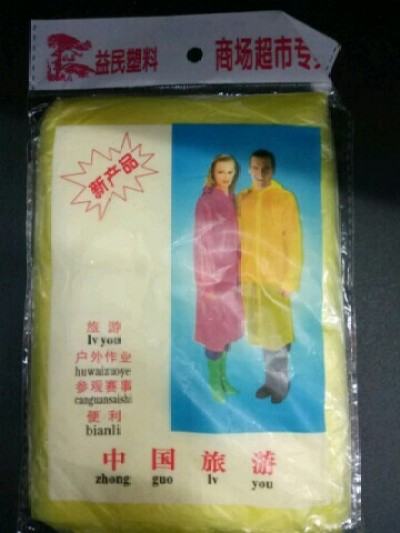 益民塑料 商场超市专
新产品
旅游
lv you
户外作业
huwaizuoye
参观赛事
canguansaishi
便利
bianli
中国旅游
zhong guo lv you